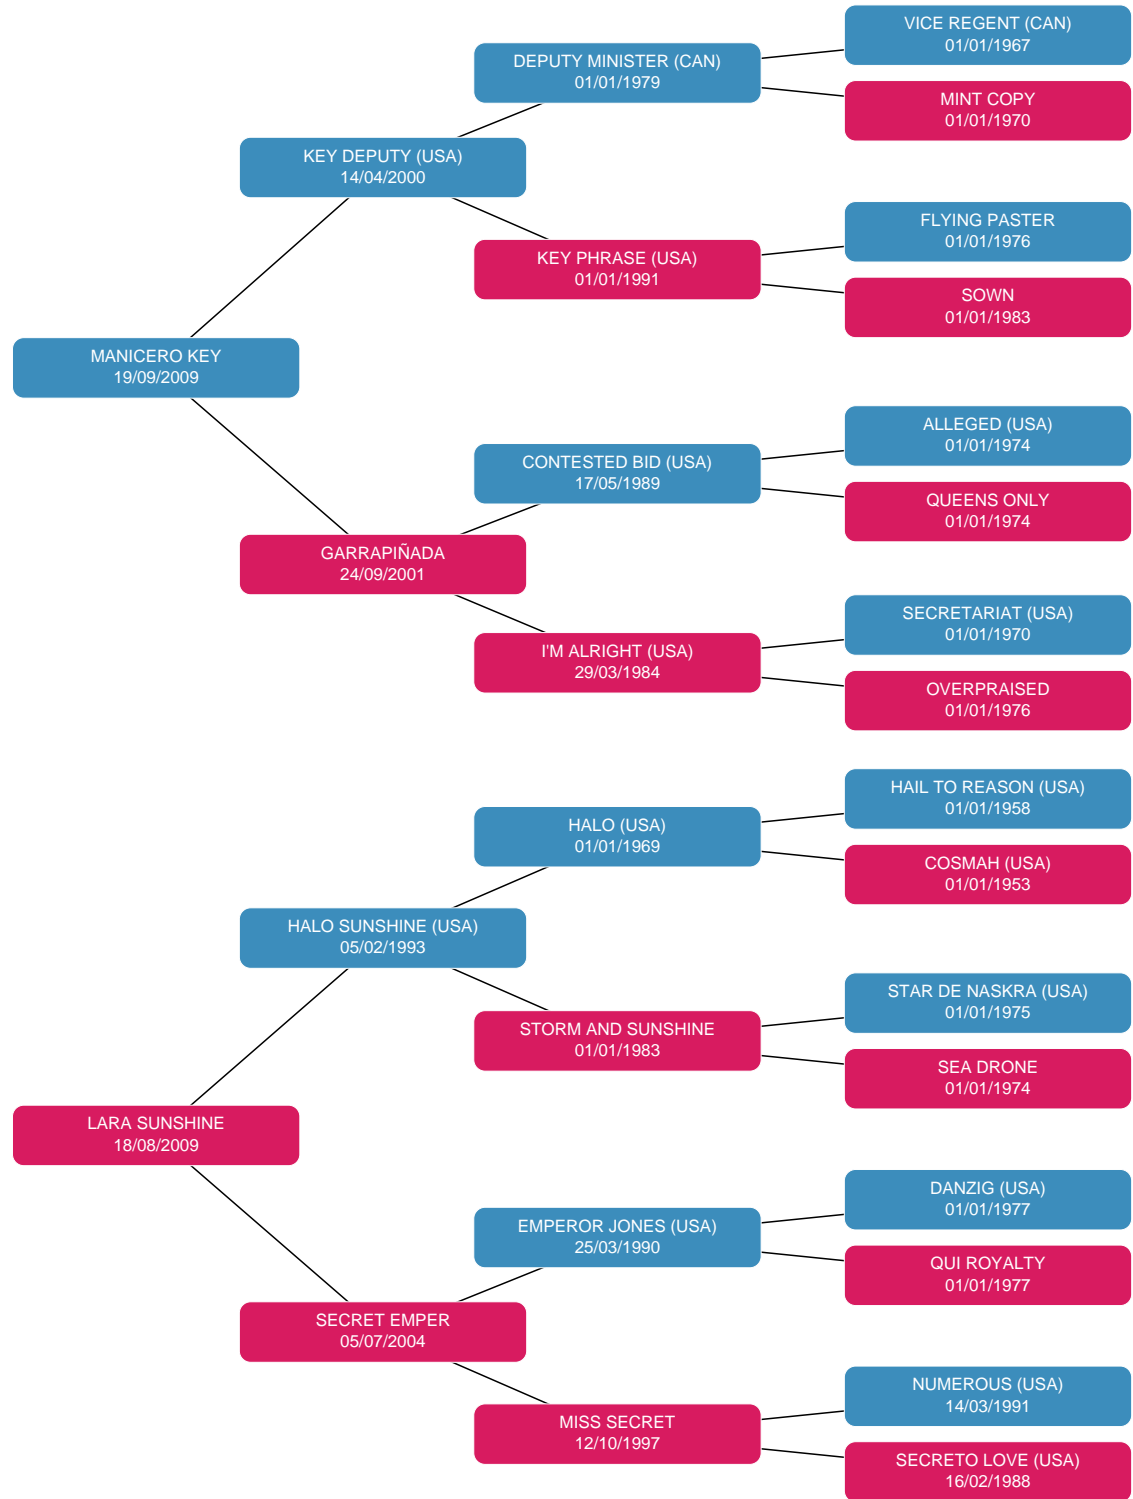 VICE REGENT (CAN)
01/01/1967
DEPUTY MINISTER (CAN)
01/01/1979
MINT COPY
01/01/1970
KEY DEPUTY (USA)
14/04/2000
FLYING PASTER
01/01/1976
KEY PHRASE (USA)
01/01/1991
SOWN
01/01/1983
MANICERO KEY
19/09/2009
ALLEGED (USA)
01/01/1974
CONTESTED BID (USA)
17/05/1989
QUEENS ONLY
01/01/1974
GARRAPIÑADA
24/09/2001
SECRETARIAT (USA)
01/01/1970
I'M ALRIGHT (USA)
29/03/1984
OVERPRAISED
01/01/1976
HAIL TO REASON (USA)
01/01/1958
HALO (USA)
01/01/1969
COSMAH (USA)
01/01/1953
HALO SUNSHINE (USA)
05/02/1993
STAR DE NASKRA (USA)
01/01/1975
STORM AND SUNSHINE
01/01/1983
SEA DRONE
01/01/1974
LARA SUNSHINE
18/08/2009
DANZIG (USA)
01/01/1977
EMPEROR JONES (USA)
25/03/1990
QUI ROYALTY
01/01/1977
SECRET EMPER
05/07/2004
NUMEROUS (USA)
14/03/1991
MISS SECRET
12/10/1997
SECRETO LOVE (USA)
16/02/1988